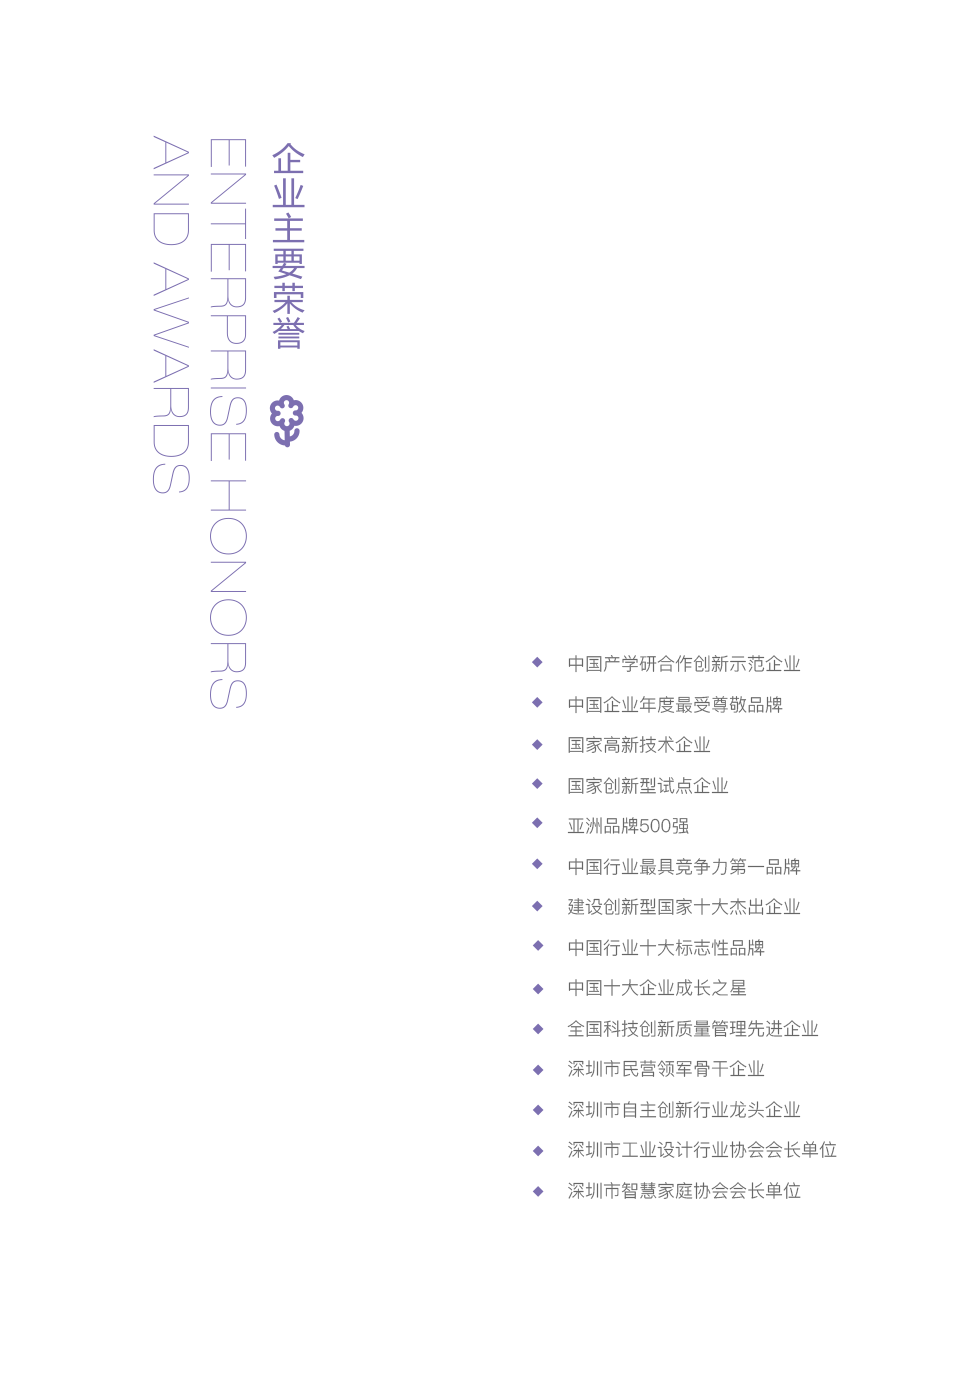 企业主要荣誉
ENTERPRISE HONORS
AND AWARDS
中国产学研合作创新示范企业
中国企业年度最受尊敬品牌
国家高新技术企业
国家创新型试点企业
亚洲品牌500强
中国行业最具竞争力第一品牌
建设创新型国家十大杰出企业
中国行业十大标志性品牌
中国十大企业成长之星
全国科技创新质量管理先进企业
深圳市民营领军骨干企业
深圳市自主创新行业龙头企业
深圳市工业设计行业协会会长单位
深圳市智慧家庭协会会长单位